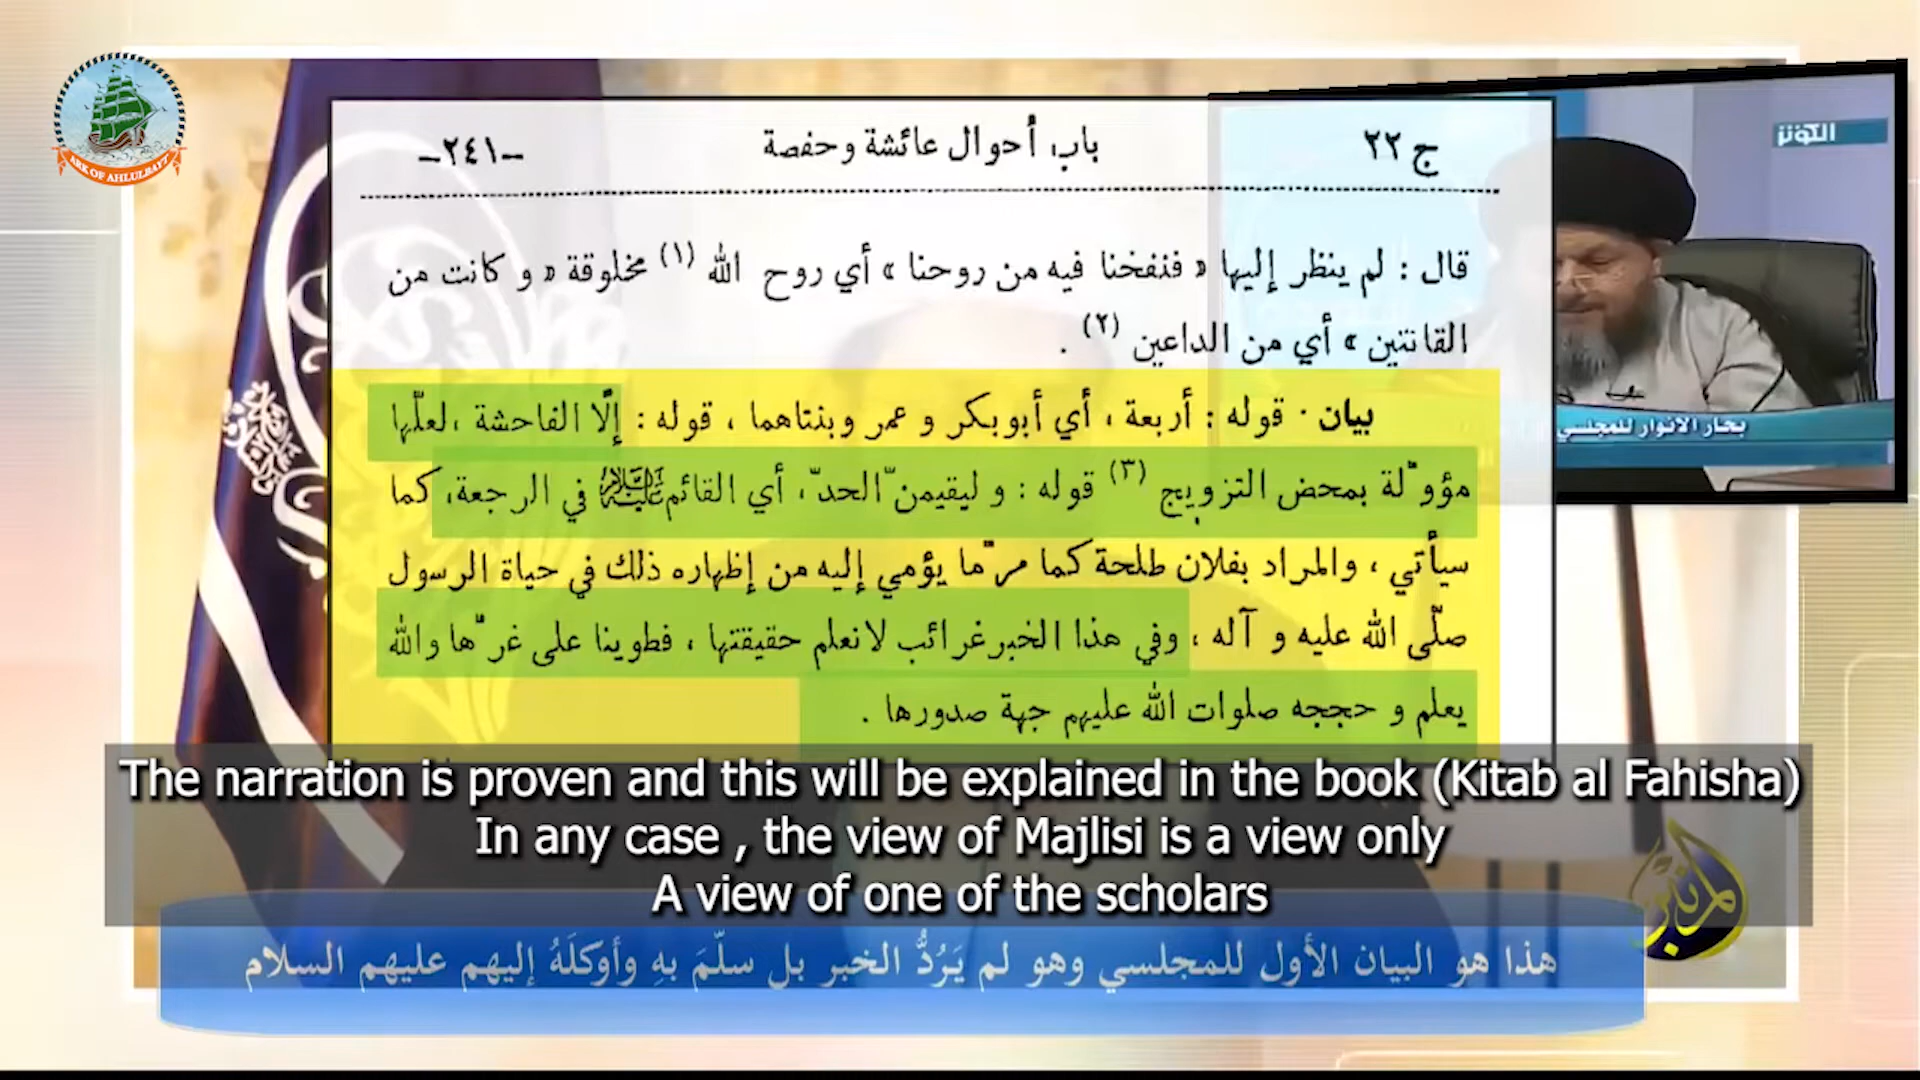 ARK OF AHLULBAYT
ج ٢٢
باب، أحوال عائشة وحفصة
-٢٤١-
قال : لم ينظر إليها « فنفخنا فيه من روحنا » أي روح الله (١) مخلوقة « و كانت من
القانتين » أي من الداعين (٢) .
بيان · قوله : أربعة ، أي أبوبكر و عمر وبنتاهما ، قوله : إلّا الفاحشة ، لعلّها
مؤوّلة بمحض التزويج (٣) قوله : و ليقيمنّ الحدّ ، أي القائم عليه السلام في الرجعة، كما
سيأتي ، والمراد بفلان طلحة كما مرّ ما يؤمي إليه من إظهاره ذلك في حياة الرسول
صلّى الله عليه و آله ، وفي هذا الخبر غرائب لانعلم حقيقتها ، فطوينا على غرّها والله
يعلم و حججه صلوات الله عليهم جهة صدورها .
الكوثر
بحار الانوار للمجلسي
The narration is proven and this will be explained in the book (Kitab al Fahisha)
In any case , the view of Majlisi is a view only
A view of one of the scholars
هذا هو البيان الأول للمجلسي وهو لم يَرُدُّ الخبر بل سلّمَ بهِ وأوكلَهُ إليهم عليهم السلام